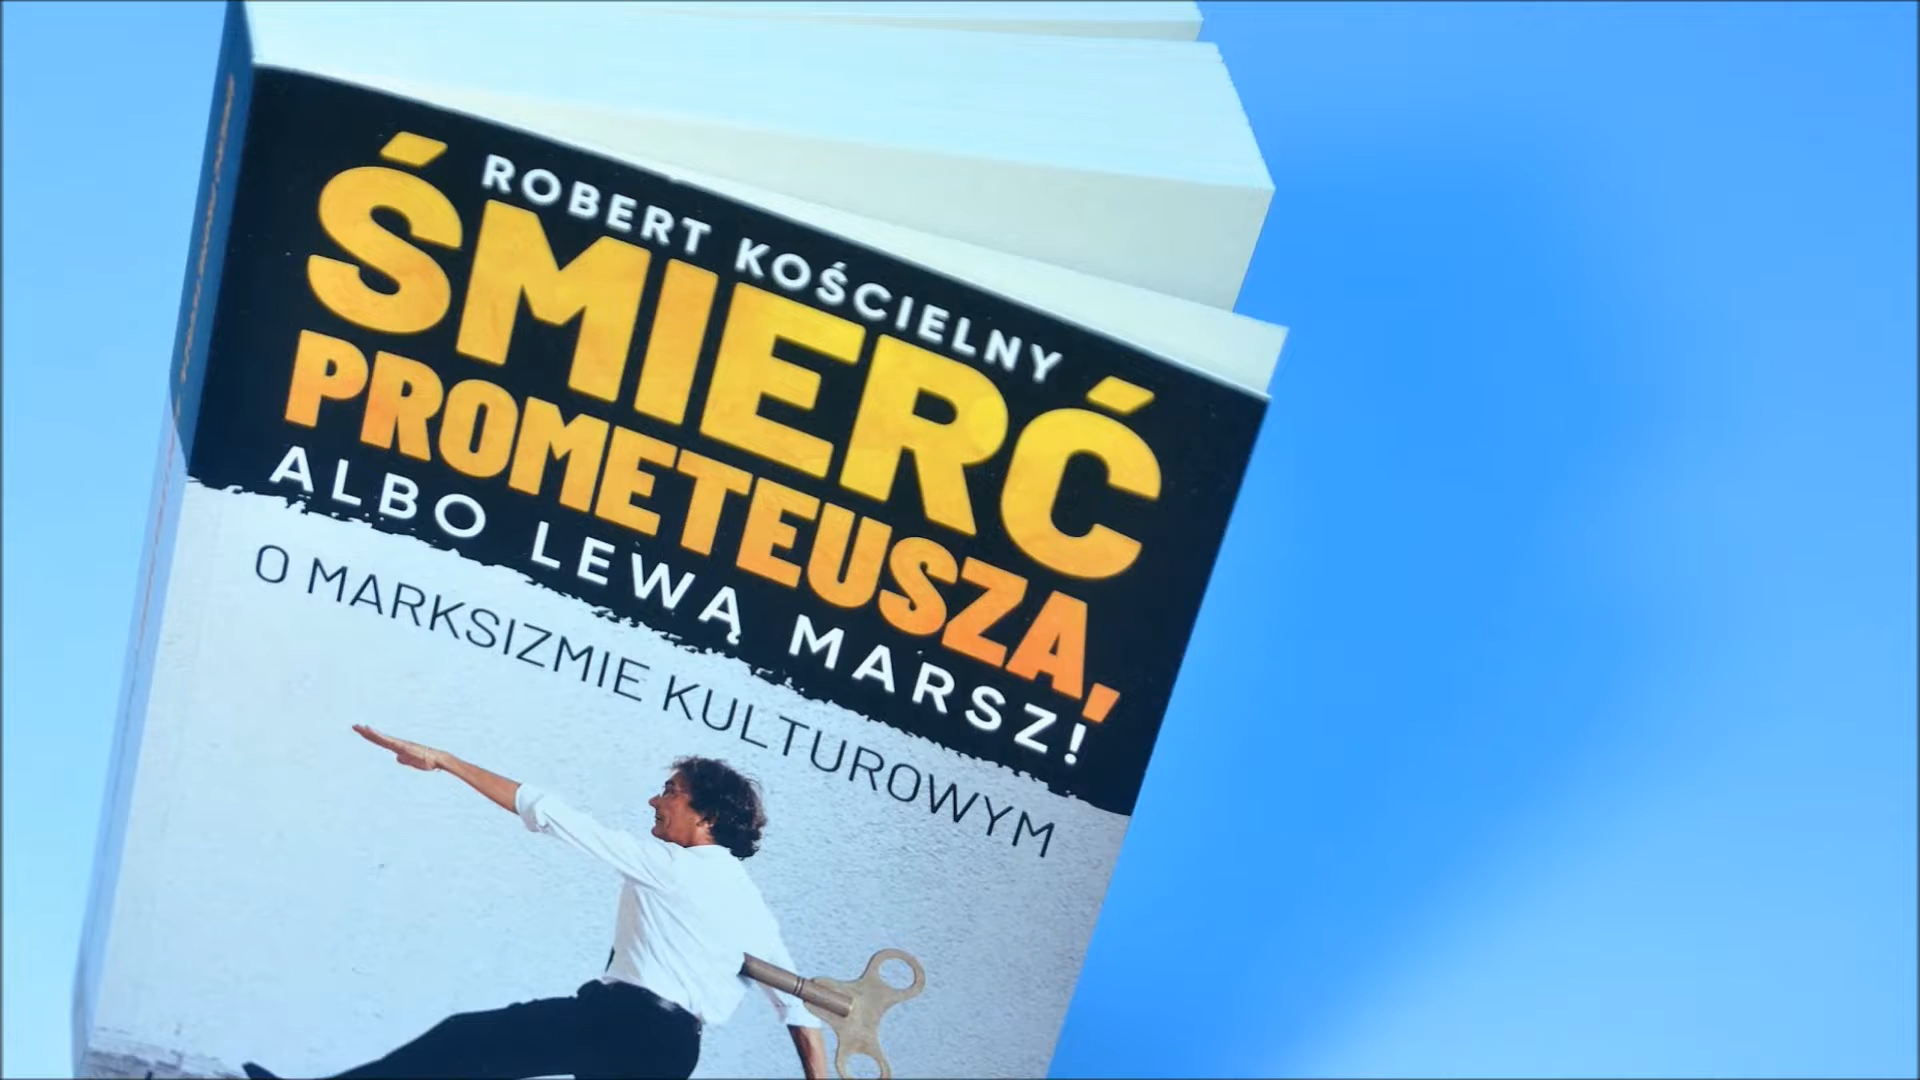 ROBERT KOŚCIELNY
ŚMIERĆ
PROMETEUSZA,
ALBO LEWĄ MARSZ!
O MARKSIZMIE KULTUROWYM